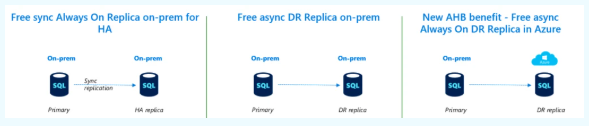 Free sync Always On Replica on-prem for
HA
On-prem
On-prem
SQL
Sync
replication
SQL
Primary
HA replica
Free async DR Replica on-prem
On-prem
On-prem
SQL
SQL
Primary
DR replica
New AHB benefit - Free async
Always On DR Replica in Azure
On-prem
SQL
SQL
Primary
DR replica